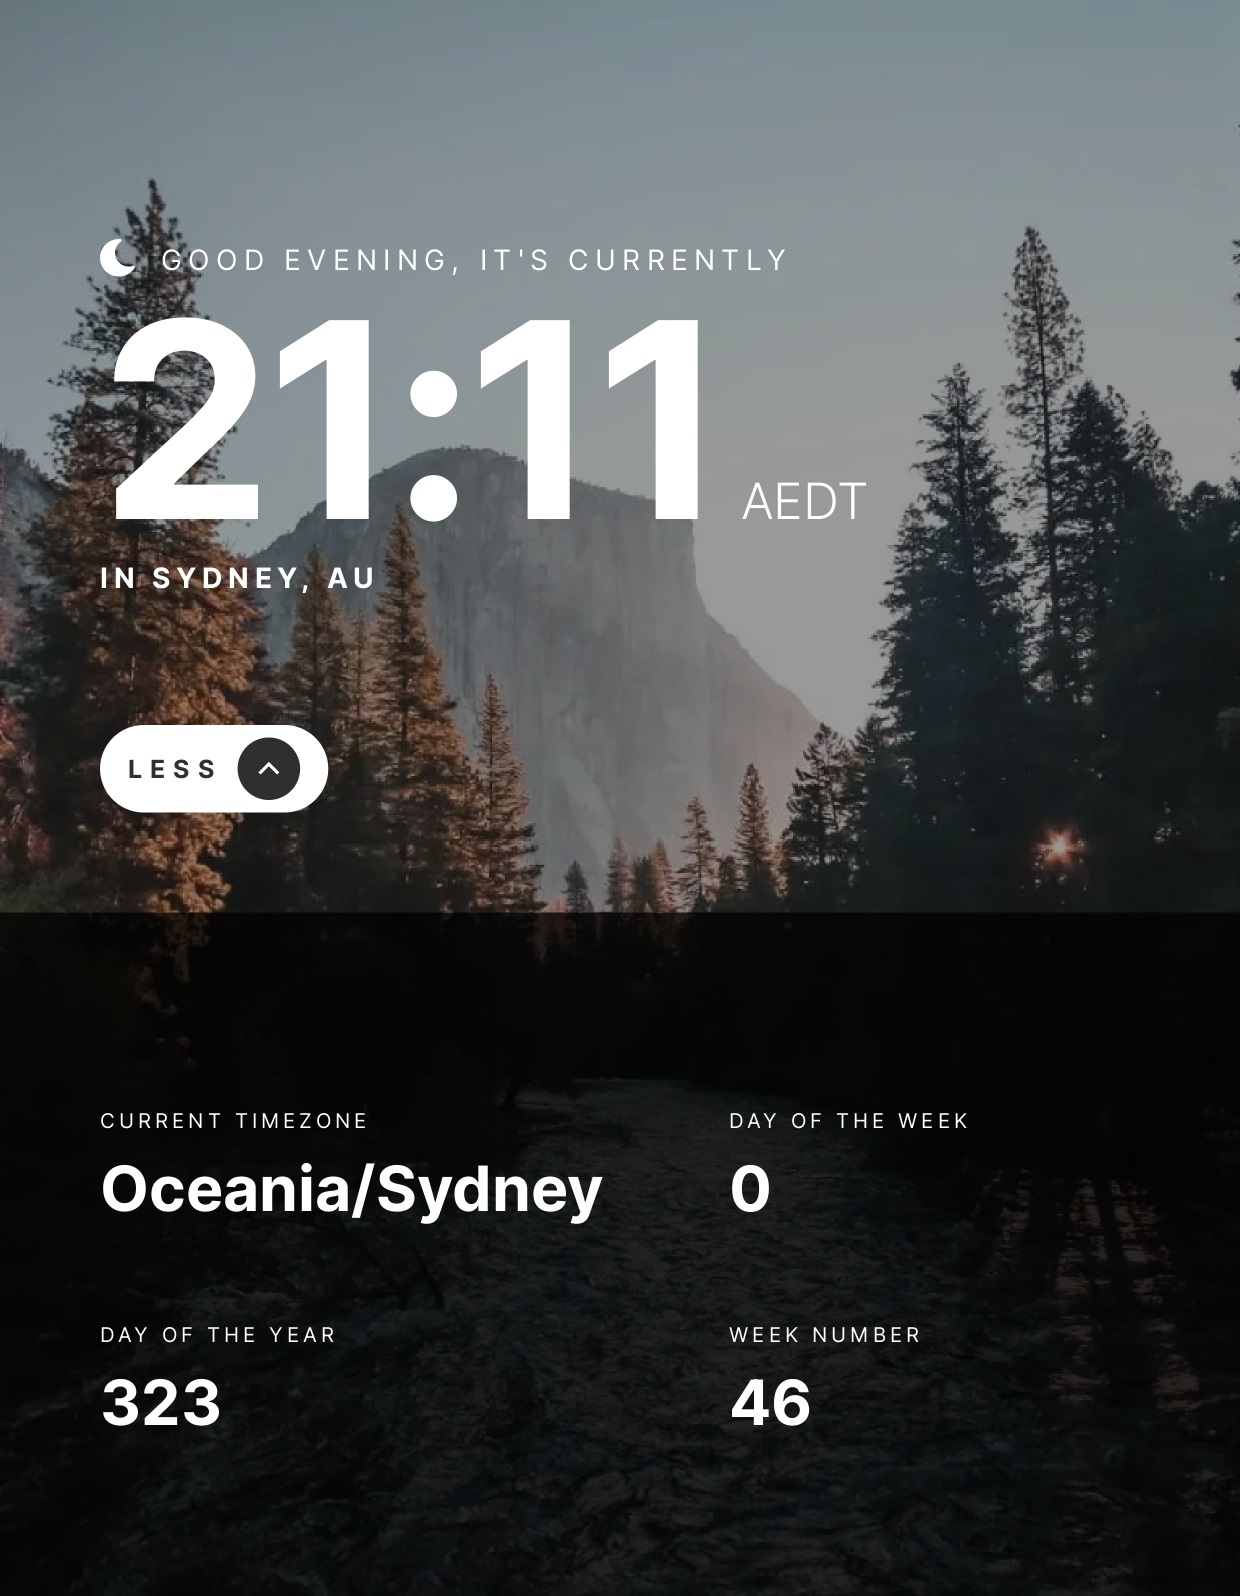 GOOD EVENING, IT'S CURRENTLY
21:11 AEDT
IN SYDNEY, AU
LESS
CURRENT TIMEZONE
Oceania/Sydney
DAY OF THE WEEK
0
DAY OF THE YEAR
323
WEEK NUMBER
46